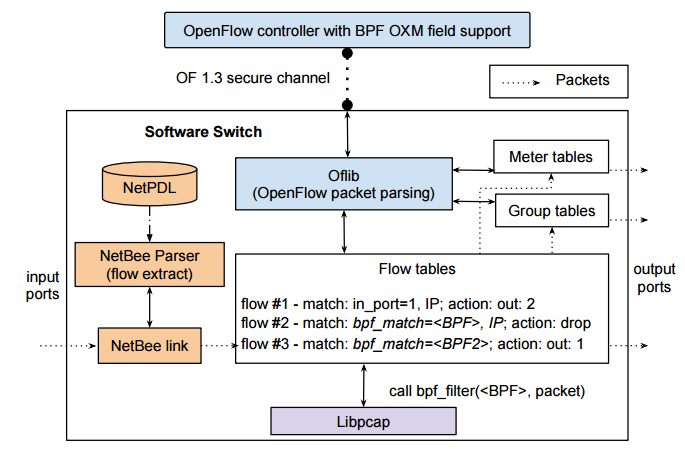 OpenFlow controller with BPF OXM field support
OF 1.3 secure channel
Packets
Software Switch
Meter tables
Oflib
(OpenFlow packet parsing)
NetPDL
Group tables
NetBee Parser
(flow extract)
Flow tables
input
ports
output
ports
flow #1 - match: in_port=1, IP; action: out: 2
flow #2 - match: bpf_match=<BPF>, IP; action: drop
flow #3 - match: bpf_match=<BPF2>; action: out: 1
NetBee link
call bpf_filter(<BPF>, packet)
Libpcap